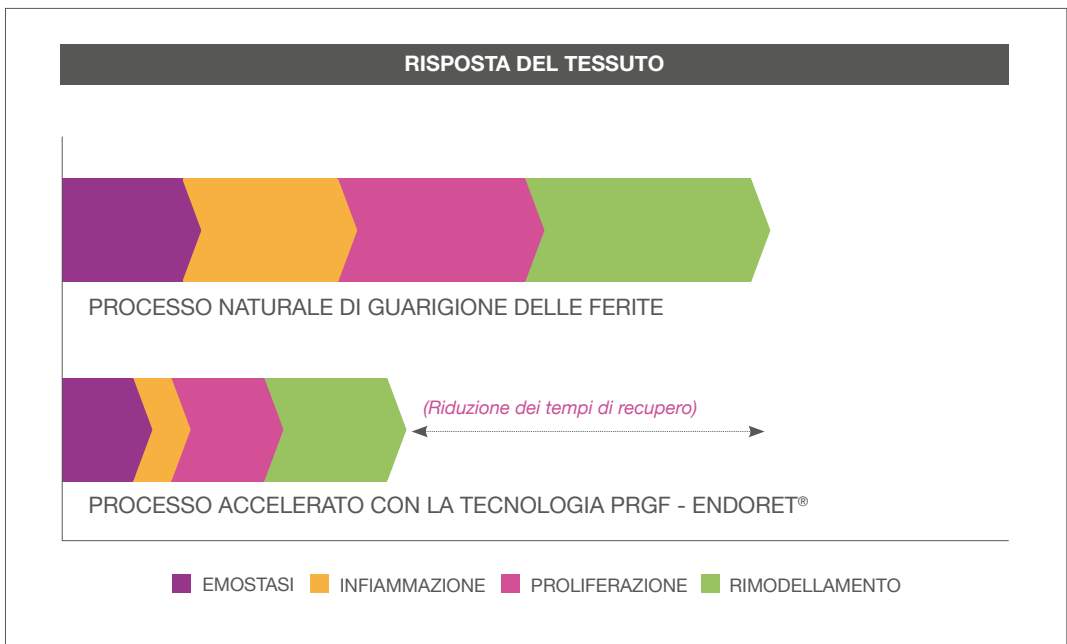 RISPOSTA DEL TESSUTO
PROCESSO NATURALE DI GUARIGIONE DELLE FERITE
(Riduzione dei tempi di recupero)
PROCESSO ACCELERATO CON LA TECNOLOGIA PRGF - ENDORET®
EMOSTASI INFIAMMAZIONE PROLIFERAZIONE RIMODELLAMENTO